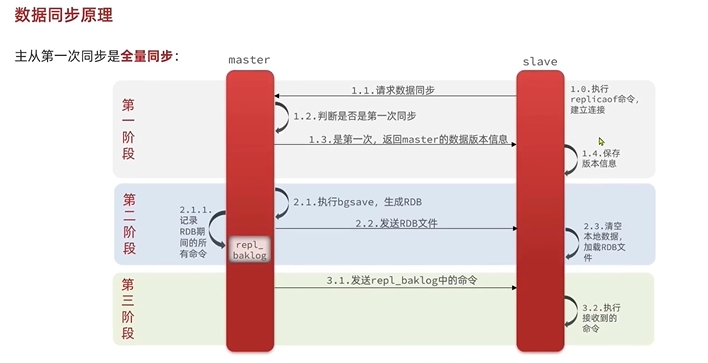 数据同步原理
主从第一次同步是全量同步：
master
slave
第一阶段
1.0.执行
replicaof命令，
建立连接
1.1.请求数据同步
1.2.判断是否是第一次同步
1.3.是第一次，返回master的数据版本信息
1.4.保存
版本信息
第二阶段
2.1.执行bgsave，生成RDB
2.1.1.
记录
RDB期
间的所
有命令
repl_
baklog
2.2.发送RDB文件
2.3.清空
本地数据，
加载RDB文
件
第三阶段
3.1.发送repl_baklog中的命令
3.2.执行
接收到的
命令